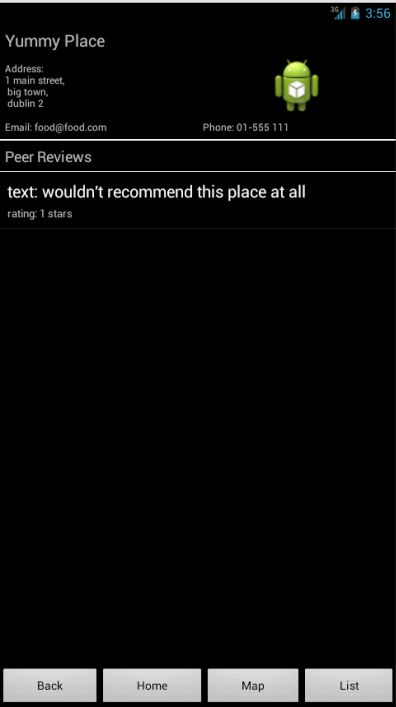 3G 3:56
Yummy Place
Address:
1 main street,
big town,
dublin 2
Email: food@food.com Phone: 01-555 111
Peer Reviews
text: wouldn't recommend this place at all
rating: 1 stars
Back Home Map List